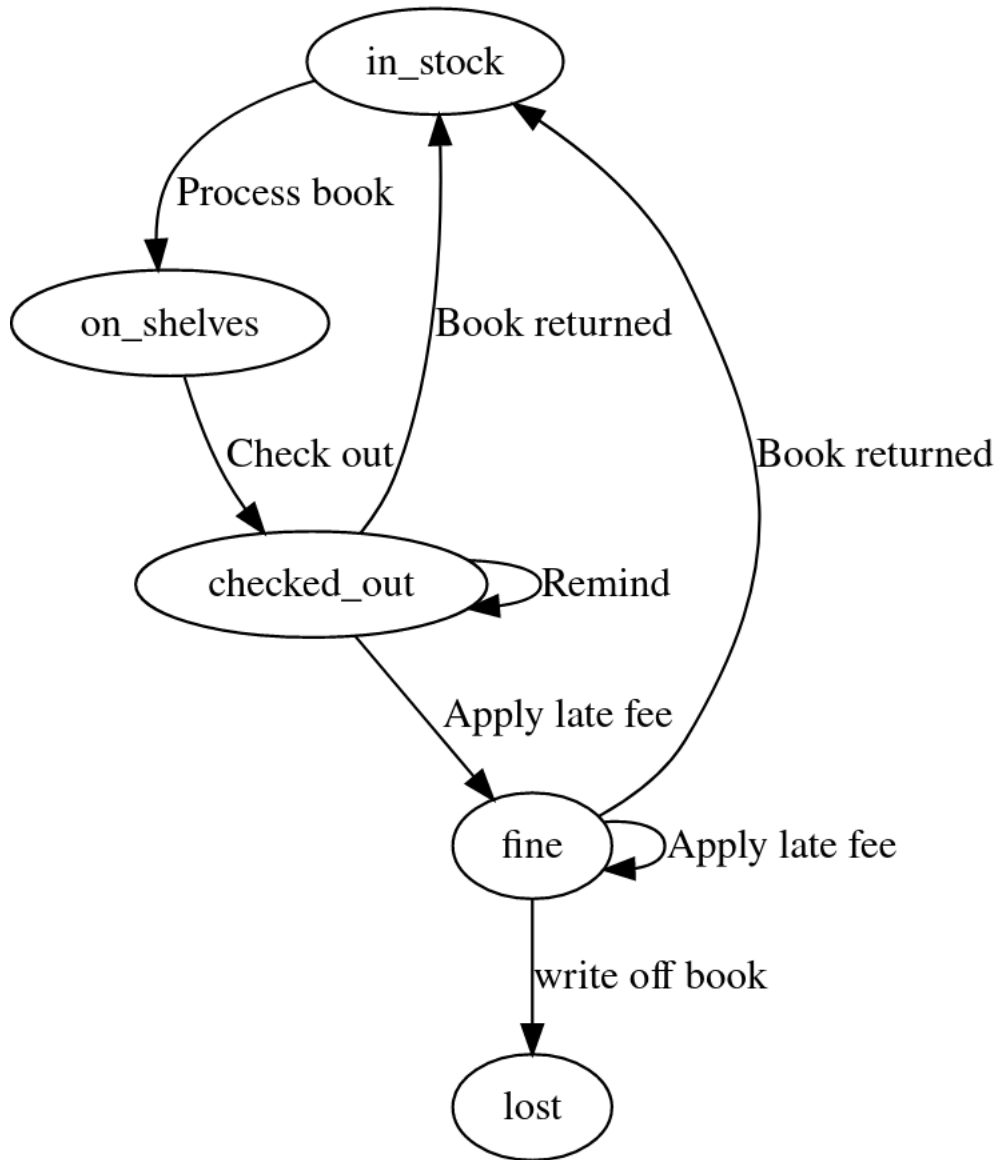 in_stock
Process book
on_shelves
Book returned
Check out
Book returned
checked_out
Remind
Apply late fee
fine
Apply late fee
write off book
lost